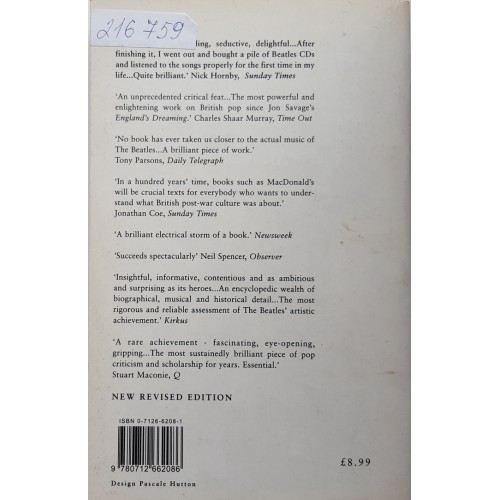 216 759
ling, seductive, delightful...After
finishing it, I went out and bought a pile of Beatles CDs
and listened to the songs properly for the first time in my
life...Quite brilliant.' Nick Hornby, Sunday Times
'An unprecedented critical feat...The most powerful and
enlightening work on British pop since Jon Savage's
England's Dreaming.' Charles Shaar Murray, Time Out
'No book has ever taken us closer to the actual music of
The Beatles...A brilliant piece of work.'
Tony Parsons, Daily Telegraph
'In a hundred years' time, books such as MacDonald's
will be crucial texts for everybody who wants to under-
stand what British post-war culture was about.'
Jonathan Coe, Sunday Times
'A brilliant electrical storm of a book.' Newsweek
'Succeeds spectacularly' Neil Spencer, Observer
'Insightful, informative, contentious and as ambitious
and surprising as its heroes...An encyclopedic wealth of
biographical, musical and historical detail...The most
rigorous and reliable assessment of The Beatles' artistic
achievement.' Kirkus
'A rare achievement - fascinating, eye-opening,
gripping...The most sustainedly brilliant piece of pop
criticism and scholarship for years. Essential.'
Stuart Maconie, Q
NEW REVISED EDITION
ISBN 0-7126-6208-1
9 780712 662086
£8.99
Design Pascale Hutton